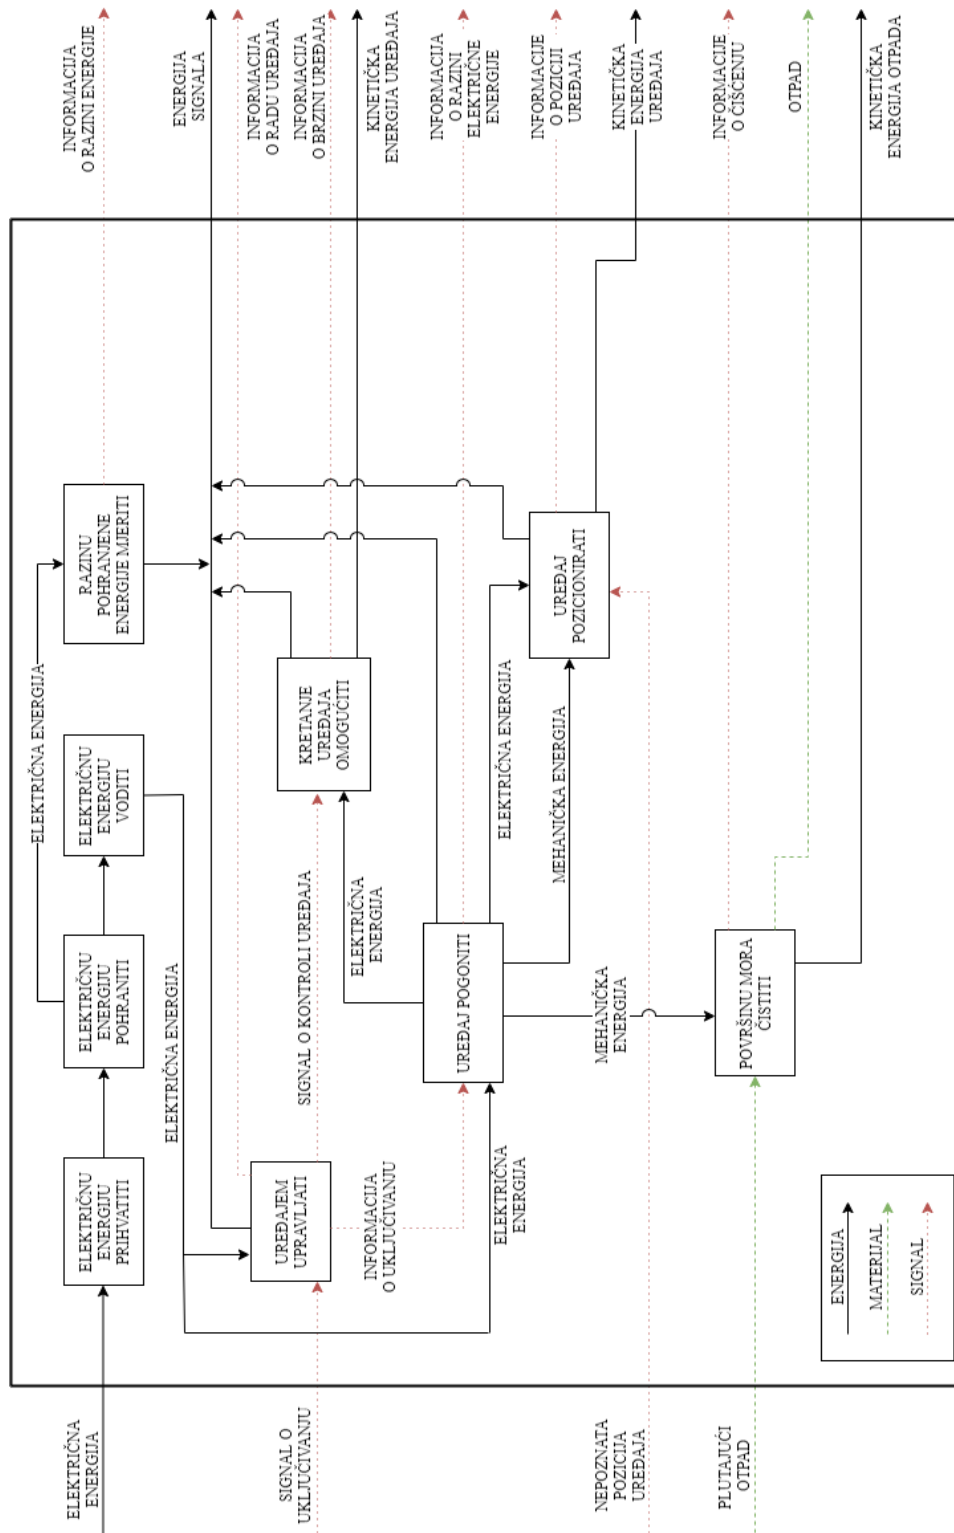 ELEKTRIČNA
ENERGIJA
SIGNAL O
UKLJUČIVANJU
NEPOZNATA
POZICIJA
UREĐAJA
PLUTAJUĆI
OTPAD
ELEKTRIČNU
ENERGIJU
PRIHVATITI
ELEKTRIČNU
ENERGIJU
POHRANITI
ELEKTRIČNU
ENERGIJU
VODITI
ELEKTRIČNA ENERGIJA
RAZINU
POHRANJENE
ENERGIJE MJERITI
ELEKTRIČNA ENERGIJA
UREĐAJEM
UPRAVLJATI
SIGNAL O KONTROLI UREĐAJA
KRETANJE
UREĐAJA
OMOGUĆITI
INFORMACIJA
O UKLJUČIVANJU
ELEKTRIČNA
ENERGIJA
ELEKTRIČNA
ENERGIJA
UREĐAJ POGONITI
ELEKTRIČNA ENERGIJA
MEHANIČKA ENERGIJA
UREĐAJ
POZICIONIRATI
MEHANIČKA
ENERGIJA
POVRŠINU MORA
ČISTITI
INFORMACIJA
O RAZINI ENERGIJE
ENERGIJA
SIGNALA
INFORMACIJA
O RADU UREĐAJA
INFORMACIJA
O BRZINI UREĐAJA
KINETIČKA
ENERGIJA UREĐAJA
INFORMACIJA
O RAZINI
ELEKTRIČNE
ENERGIJE
INFORMACIJE
O POZICIJI
UREĐAJA
KINETIČKA
ENERGIJA
UREĐAJA
INFORMACIJE
O ČIŠĆENJU
OTPAD
KINETIČKA
ENERGIJA OTPADA
ENERGIJA
MATERIJAL
SIGNAL